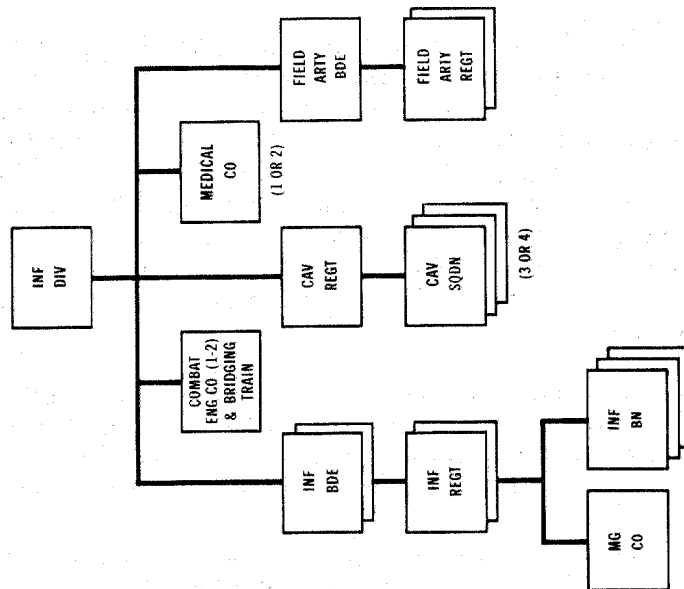 INF
DIV
COMBAT
ENG CO (1-2)
& BRIDGING
TRAIN
MEDICAL
CO
(1 OR 2)
INF
BDE
CAV
REGT
FIELD
ARTY
BDE
INF
REGT
CAV
SQDN
(3 OR 4)
FIELD
ARTY
REGT
MG
CO
INF
BN